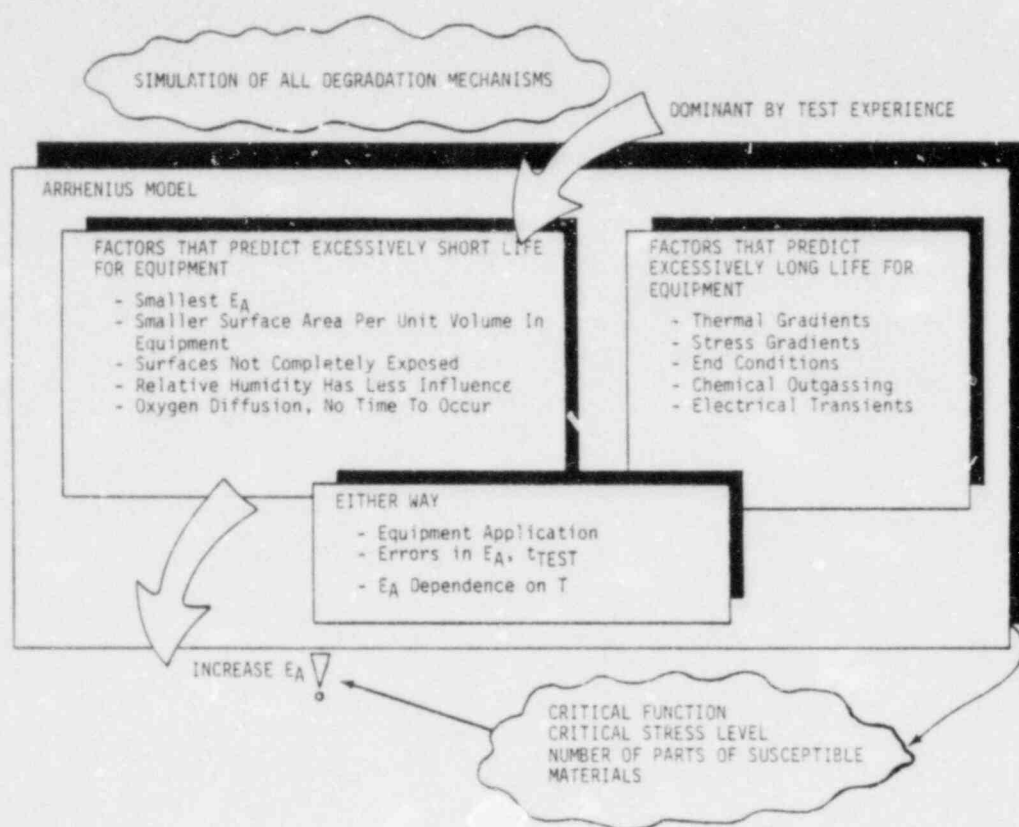 SIMULATION OF ALL DEGRADATION MECHANISMS
DOMINANT BY TEST EXPERIENCE
ARRHENIUS MODEL
FACTORS THAT PREDICT EXCESSIVELY SHORT LIFE
FOR EQUIPMENT
- Smallest EA
- Smaller Surface Area Per Unit Volume In
Equipment
- Surfaces Not Completely Exposed
- Relative Humidity Has Less Influence
- Oxygen Diffusion, No Time To Occur
FACTORS THAT PREDICT
EXCESSIVELY LONG LIFE FOR
EQUIPMENT
- Thermal Gradients
- Stress Gradients
- End Conditions
- Chemical Outgassing
- Electrical Transients
EITHER WAY
- Equipment Application
- Errors in EA, tTEST
- EA Dependence on T
INCREASE EA!
CRITICAL FUNCTION
CRITICAL STRESS LEVEL
NUMBER OF PARTS OF SUSCEPTIBLE
MATERIALS